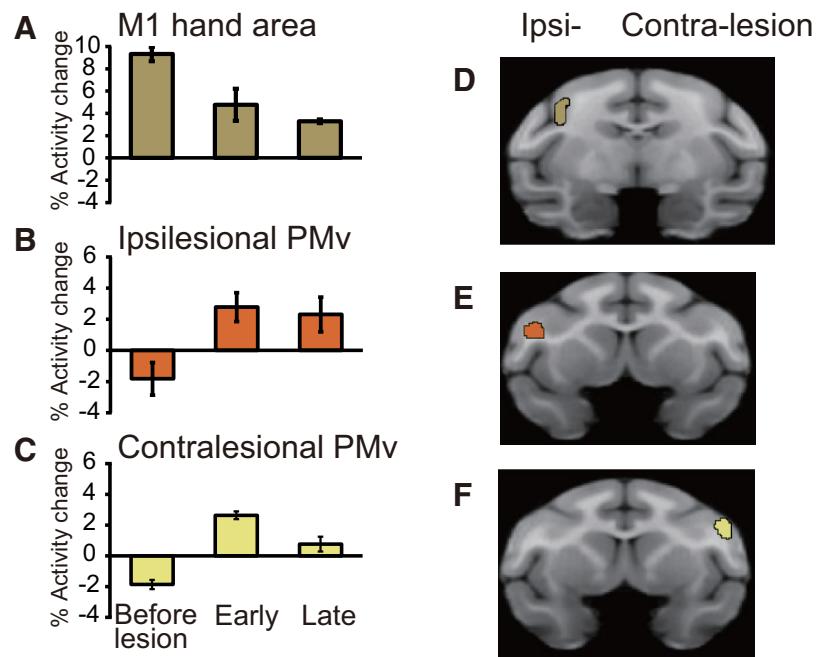 A
M1 hand area
% Activity change
10
8
6
4
2
0
-2
-4
B
Ipsilesional PMv
% Activity change
6
4
2
0
-2
-4
C
Contralesional PMv
% Activity change
6
4
2
0
-2
-4
Before
lesion
Early
Late
Ipsi-
Contra-lesion
D
E
F